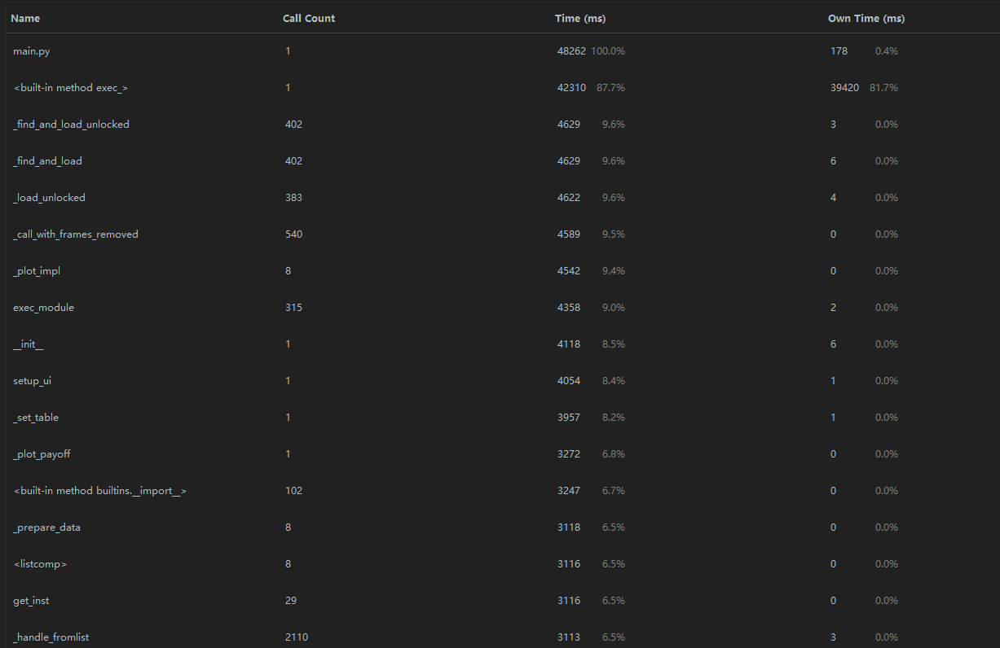 Name Call Count Time (ms) Own Time (ms)
main.py 1 48262 100.0% 178 0.4%
<built-in method exec_> 1 42310 87.7% 39420 81.7%
_find_and_load_unlocked 402 4629 9.6% 3 0.0%
_find_and_load 402 4629 9.6% 6 0.0%
_load_unlocked 383 4622 9.6% 4 0.0%
_call_with_frames_removed 540 4589 9.5% 0 0.0%
_plot_impl 8 4542 9.4% 0 0.0%
exec_module 315 4358 9.0% 2 0.0%
__init__ 1 4118 8.5% 6 0.0%
setup_ui 1 4054 8.4% 1 0.0%
_set_table 1 3957 8.2% 1 0.0%
_plot_payoff 1 3272 6.8% 0 0.0%
<built-in method builtins.__import__> 102 3247 6.7% 0 0.0%
_prepare_data 8 3118 6.5% 0 0.0%
<listcomp> 8 3116 6.5% 0 0.0%
get_inst 29 3116 6.5% 0 0.0%
_handle_fromlist 2110 3113 6.5% 3 0.0%